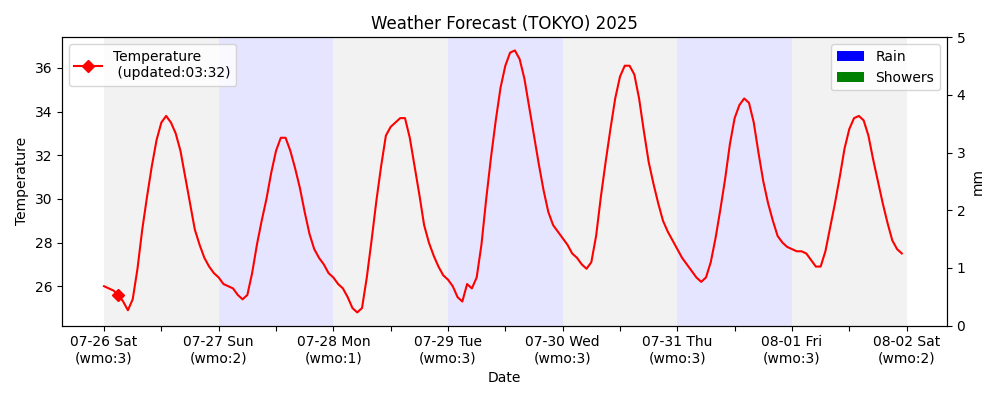 Weather Forecast (TOKYO) 2025
Temperature
(updated:03:32)
Rain
Showers
Temperature
36
34
32
30
28
26
5
4
3
2
1
0
mm
07-26 Sat
(wmo:3)
07-27 Sun
(wmo:2)
07-28 Mon
(wmo:1)
07-29 Tue
(wmo:3)
07-30 Wed
(wmo:3)
07-31 Thu
(wmo:3)
08-01 Fri
(wmo:3)
08-02 Sat
(wmo:2)
Date